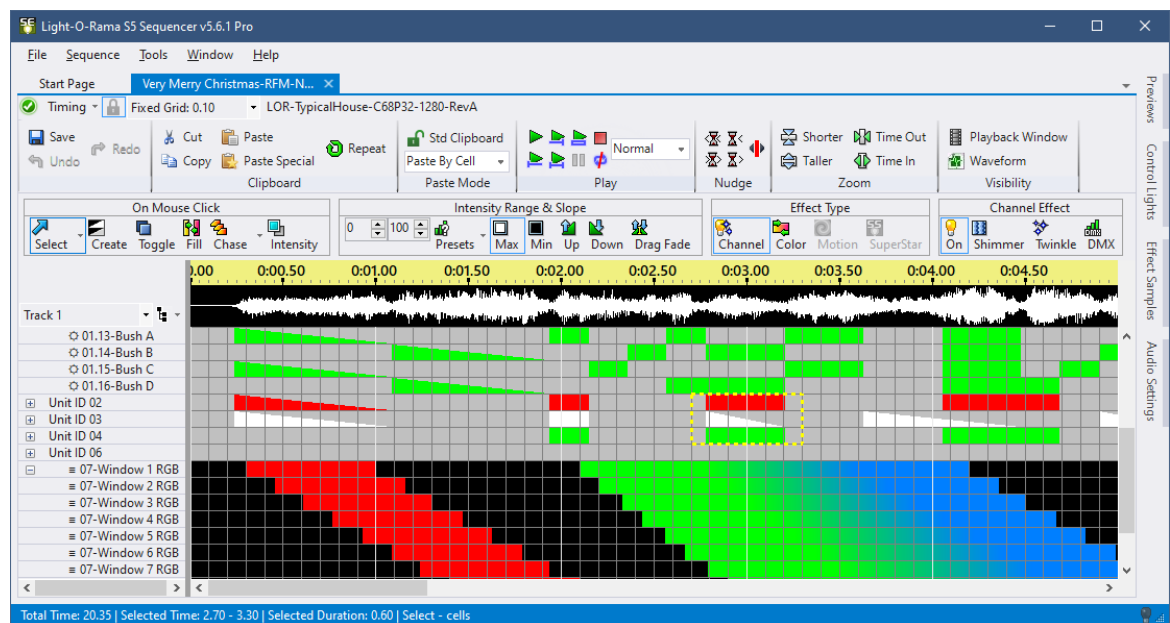 Light-O-Rama S5 Sequencer v5.6.1 Pro
File Sequence Tools Window Help
Start Page Very Merry Christmas-RFM-N...
Timing Fixed Grid: 0.10 LOR-TypicalHouse-C68P32-1280-RevA
Save Redo Cut Paste Repeat Std Clipboard Normal Shorter Time Out Playback Window
Undo Copy Paste Special Paste By Cell Taller Time In Waveform
Clipboard Paste Mode Play Nudge Zoom Visibility
On Mouse Click Intensity Range & Slope Effect Type Channel Effect
0 100
Select Create Toggle Fill Chase Intensity Presets Max Min Up Down Drag Fade Channel Color Motion SuperStar On Shimmer Twinkle DMX
0.00 0:00.50 0:01.00 0:01.50 0:02.00 0:02.50 0:03.00 0:03.50 0:04.00 0:04.50
Track 1
01.13-Bush A
01.14-Bush B
01.15-Bush C
01.16-Bush D
Unit ID 02
Unit ID 03
Unit ID 04
Unit ID 06
07-Window 1 RGB
07-Window 2 RGB
07-Window 3 RGB
07-Window 4 RGB
07-Window 5 RGB
07-Window 6 RGB
07-Window 7 RGB
Previews
Control Lights
Effect Samples
Audio Settings
Total Time: 20.35 | Selected Time: 2.70 - 3.30 | Selected Duration: 0.60 | Select - cells